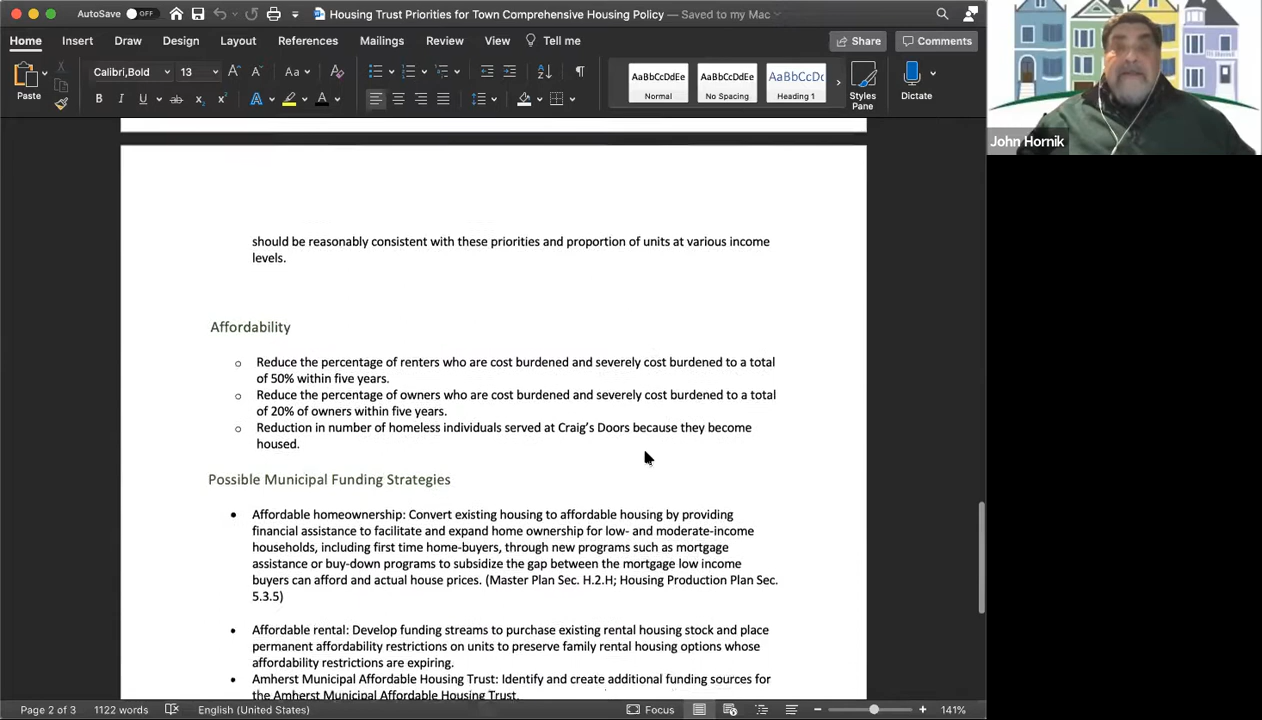 AutoSave OFF Housing Trust Priorities for Town Comprehensive Housing Policy — Saved to my Mac
Home Insert Draw Design Layout References Mailings Review View Tell me Share Comments
Paste Calibri,Bold 13 A A Aa A AaBbCcDdEe AaBbCcDdEe AaBbCcDc Styles Pane Dictate
B I U ab x₂ x² A A Normal No Spacing Heading 1
John Hornik
should be reasonably consistent with these priorities and proportion of units at various income
levels.
Affordability
Reduce the percentage of renters who are cost burdened and severely cost burdened to a total
of 50% within five years.
Reduce the percentage of owners who are cost burdened and severely cost burdened to a total
of 20% of owners within five years.
Reduction in number of homeless individuals served at Craig's Doors because they become
housed.
Possible Municipal Funding Strategies
Affordable homeownership: Convert existing housing to affordable housing by providing
financial assistance to facilitate and expand home ownership for low- and moderate-income
households, including first time home-buyers, through new programs such as mortgage
assistance or buy-down programs to subsidize the gap between the mortgage low income
buyers can afford and actual house prices. (Master Plan Sec. H.2.H; Housing Production Plan Sec.
5.3.5)
Affordable rental: Develop funding streams to purchase existing rental housing stock and place
permanent affordability restrictions on units to preserve family rental housing options whose
affordability restrictions are expiring.
Amherst Municipal Affordable Housing Trust: Identify and create additional funding sources for
the Amherst Municipal Affordable Housing Trust.
Page 2 of 3 1122 words English (United States) Focus 141%